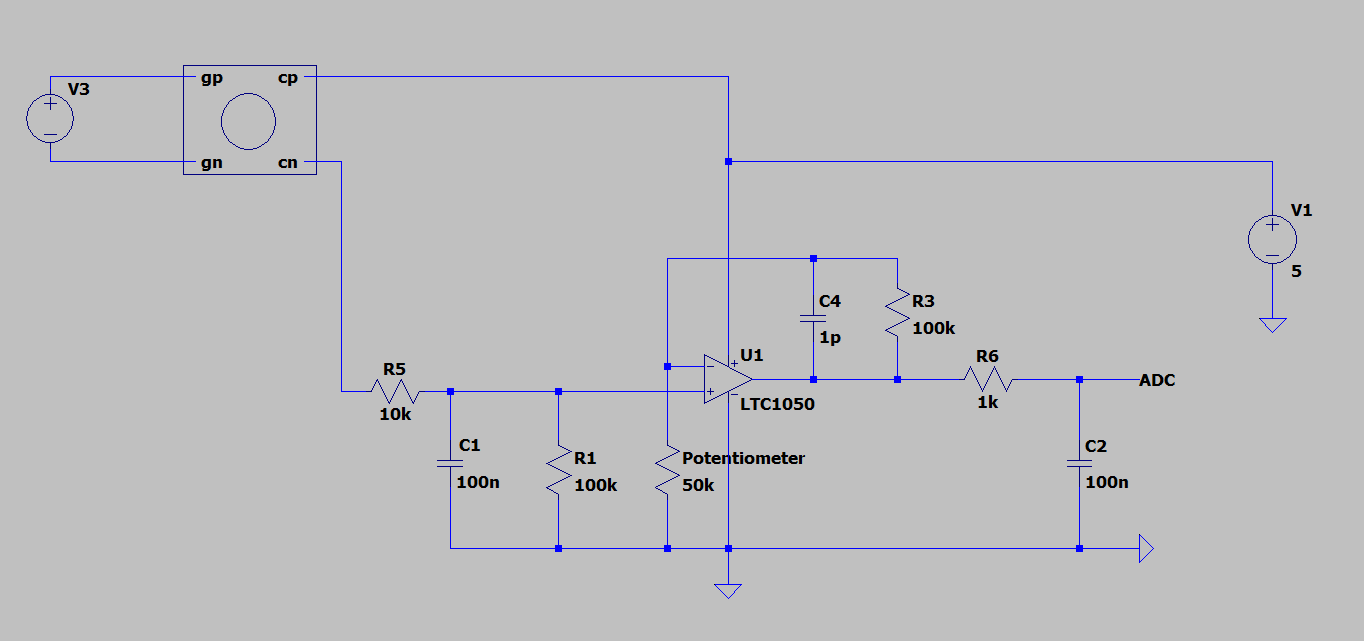 V3
gp
cp
gn
cn
V1
5
C4
1p
R3
100k
U1
LTC1050
R5
10k
R6
1k
ADC
C1
100n
R1
100k
Potentiometer
50k
C2
100n